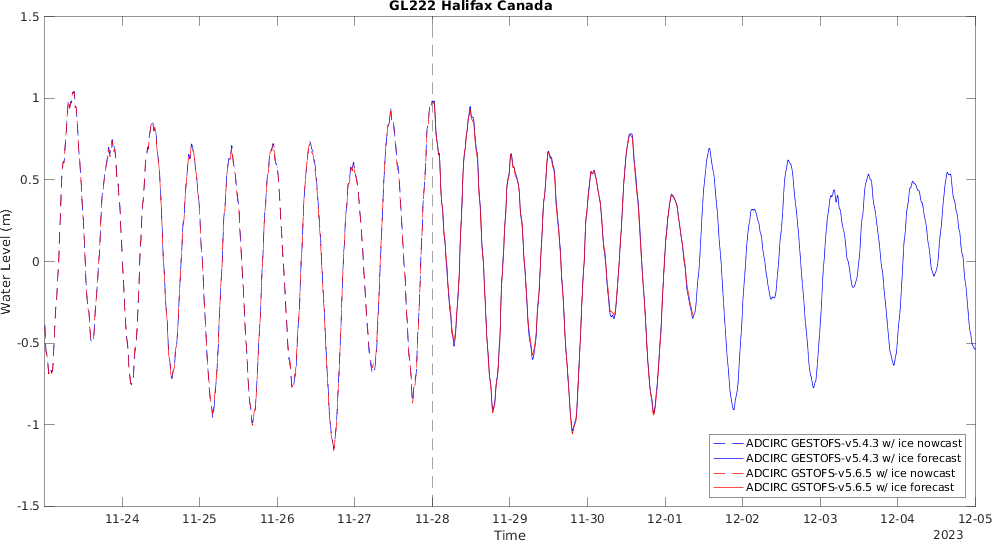 GL222 Halifax Canada
1.5
1
0.5
0
-0.5
-1
-1.5
Water Level (m)
11-24 11-25 11-26 11-27 11-28 11-29 11-30 12-01 12-02 12-03 12-04 12-05
Time
2023
ADCIRC GESTOFS-v5.4.3 w/ ice nowcast
ADCIRC GESTOFS-v5.4.3 w/ ice forecast
ADCIRC GSTOFS-v5.6.5 w/ ice nowcast
ADCIRC GSTOFS-v5.6.5 w/ ice forecast